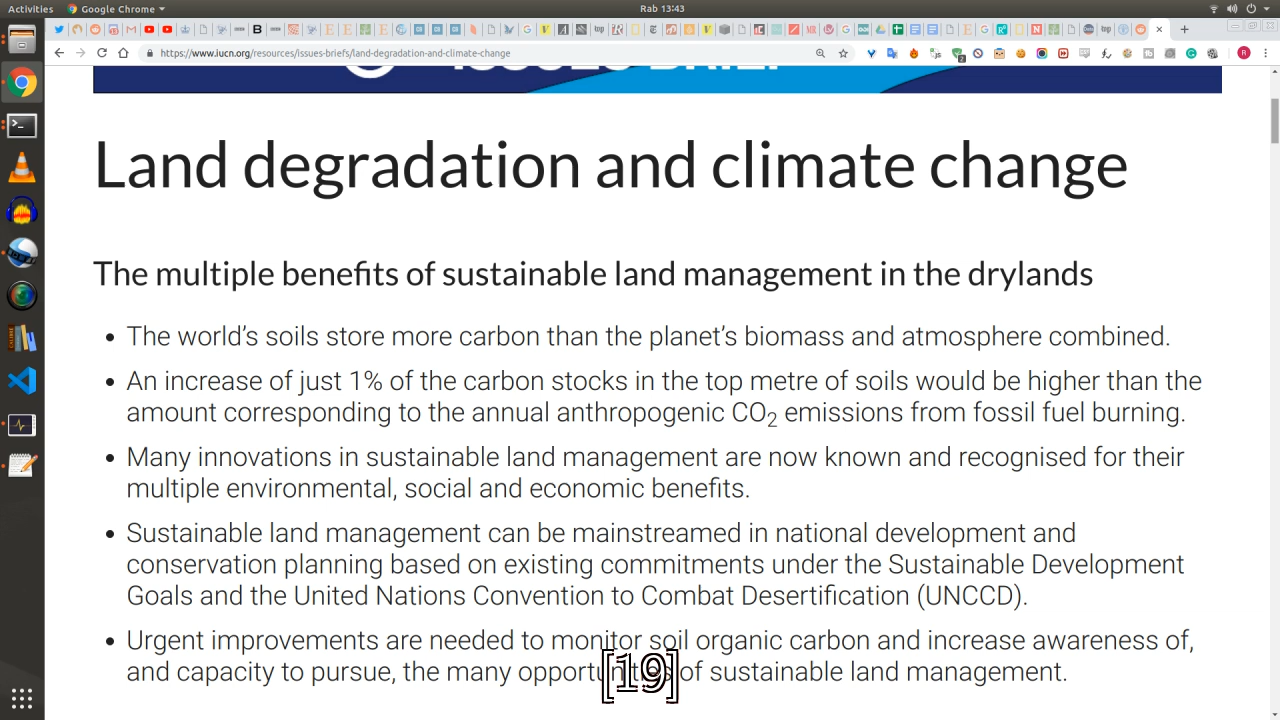 Activities
Google Chrome
Rab 13:43
https://www.iucn.org/resources/issues-briefs/land-degradation-and-climate-change
Land degradation and climate change
The multiple benefits of sustainable land management in the drylands
• The world's soils store more carbon than the planet's biomass and atmosphere combined.
• An increase of just 1% of the carbon stocks in the top metre of soils would be higher than the
amount corresponding to the annual anthropogenic CO₂ emissions from fossil fuel burning.
• Many innovations in sustainable land management are now known and recognised for their
multiple environmental, social and economic benefits.
• Sustainable land management can be mainstreamed in national development and
conservation planning based on existing commitments under the Sustainable Development
Goals and the United Nations Convention to Combat Desertification (UNCCD).
• Urgent improvements are needed to monitor soil organic carbon and increase awareness of,
and capacity to pursue, the many opportunities of sustainable land management.
[19]